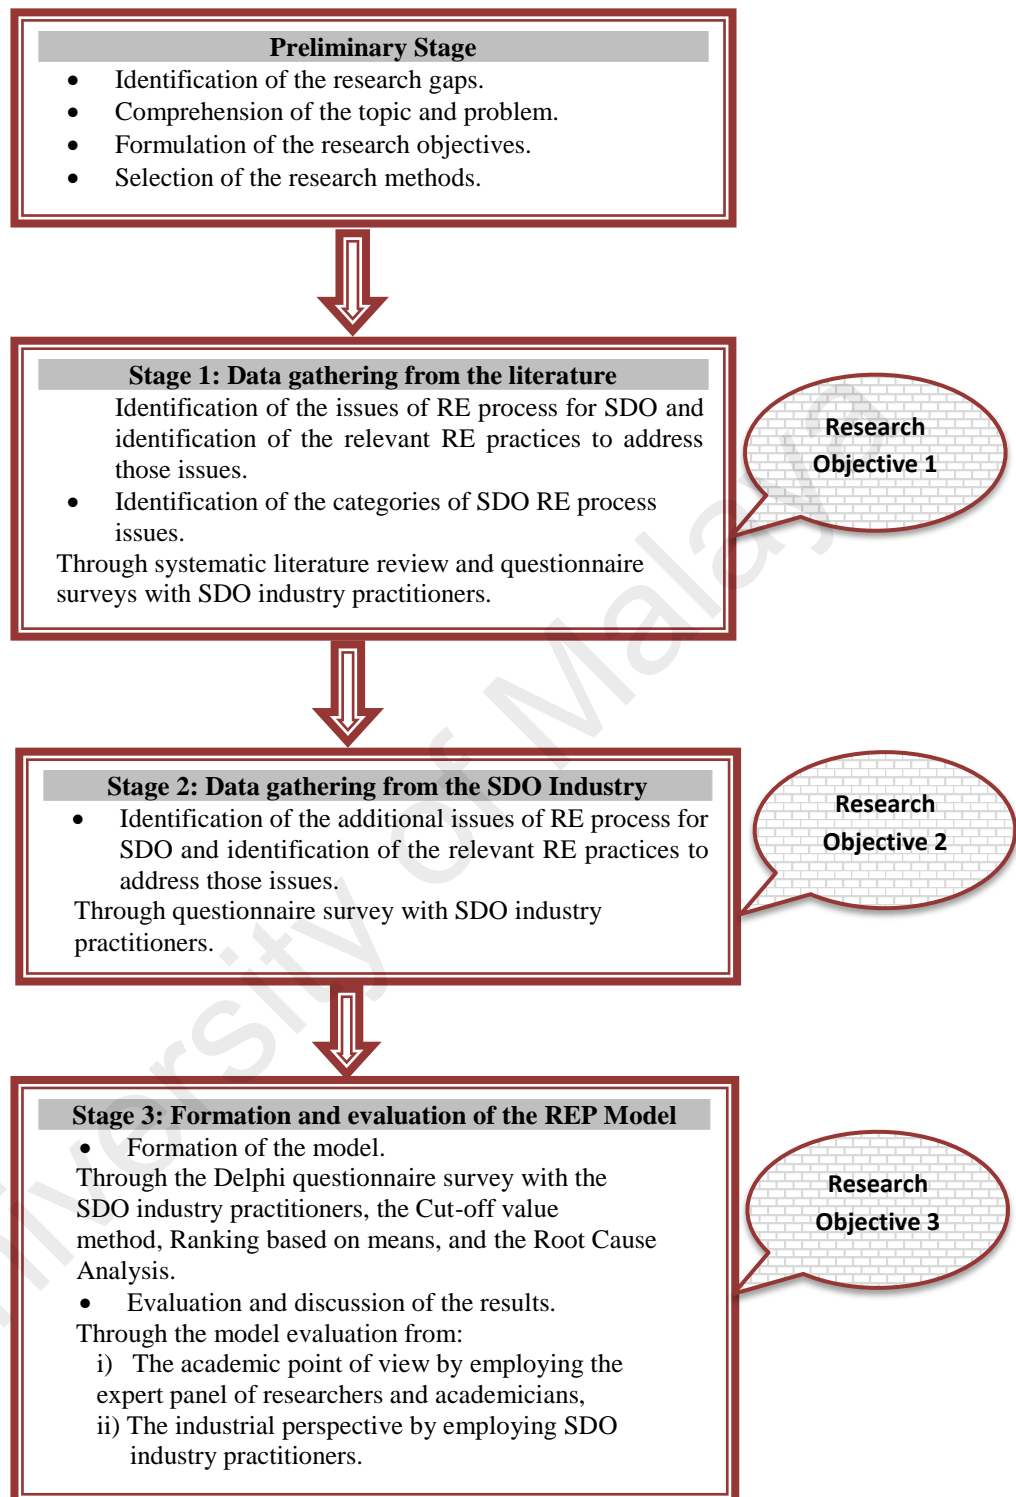 Preliminary Stage
• Identification of the research gaps.
• Comprehension of the topic and problem.
• Formulation of the research objectives.
• Selection of the research methods.
Stage 1: Data gathering from the literature
Identification of the issues of RE process for SDO and
identification of the relevant RE practices to address
those issues.
• Identification of the categories of SDO RE process
issues.
Through systematic literature review and questionnaire
surveys with SDO industry practitioners.
Research
Objective 1
Stage 2: Data gathering from the SDO Industry
• Identification of the additional issues of RE process for
SDO and identification of the relevant RE practices to
address those issues.
Through questionnaire survey with SDO industry
practitioners.
Research
Objective 2
Stage 3: Formation and evaluation of the REP Model
• Formation of the model.
Through the Delphi questionnaire survey with the
SDO industry practitioners, the Cut-off value
method, Ranking based on means, and the Root Cause
Analysis.
• Evaluation and discussion of the results.
Through the model evaluation from:
i) The academic point of view by employing the
expert panel of researchers and academicians,
ii) The industrial perspective by employing SDO
industry practitioners.
Research
Objective 3
niversity of Malaya